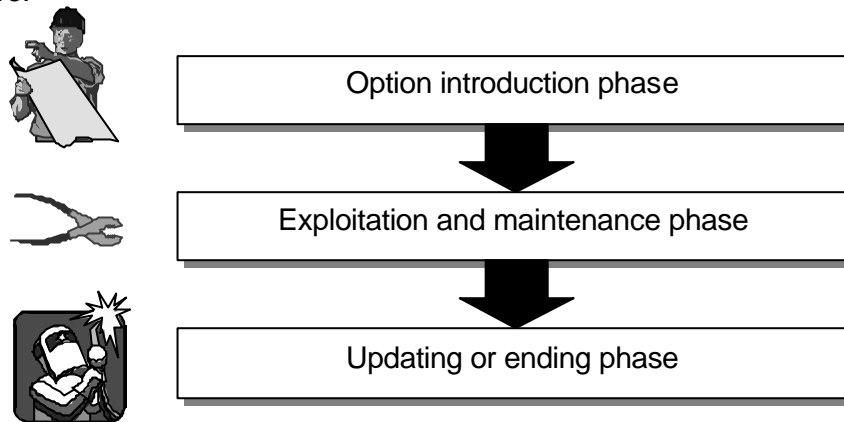 Option introduction phase
Exploitation and maintenance phase
Updating or ending phase